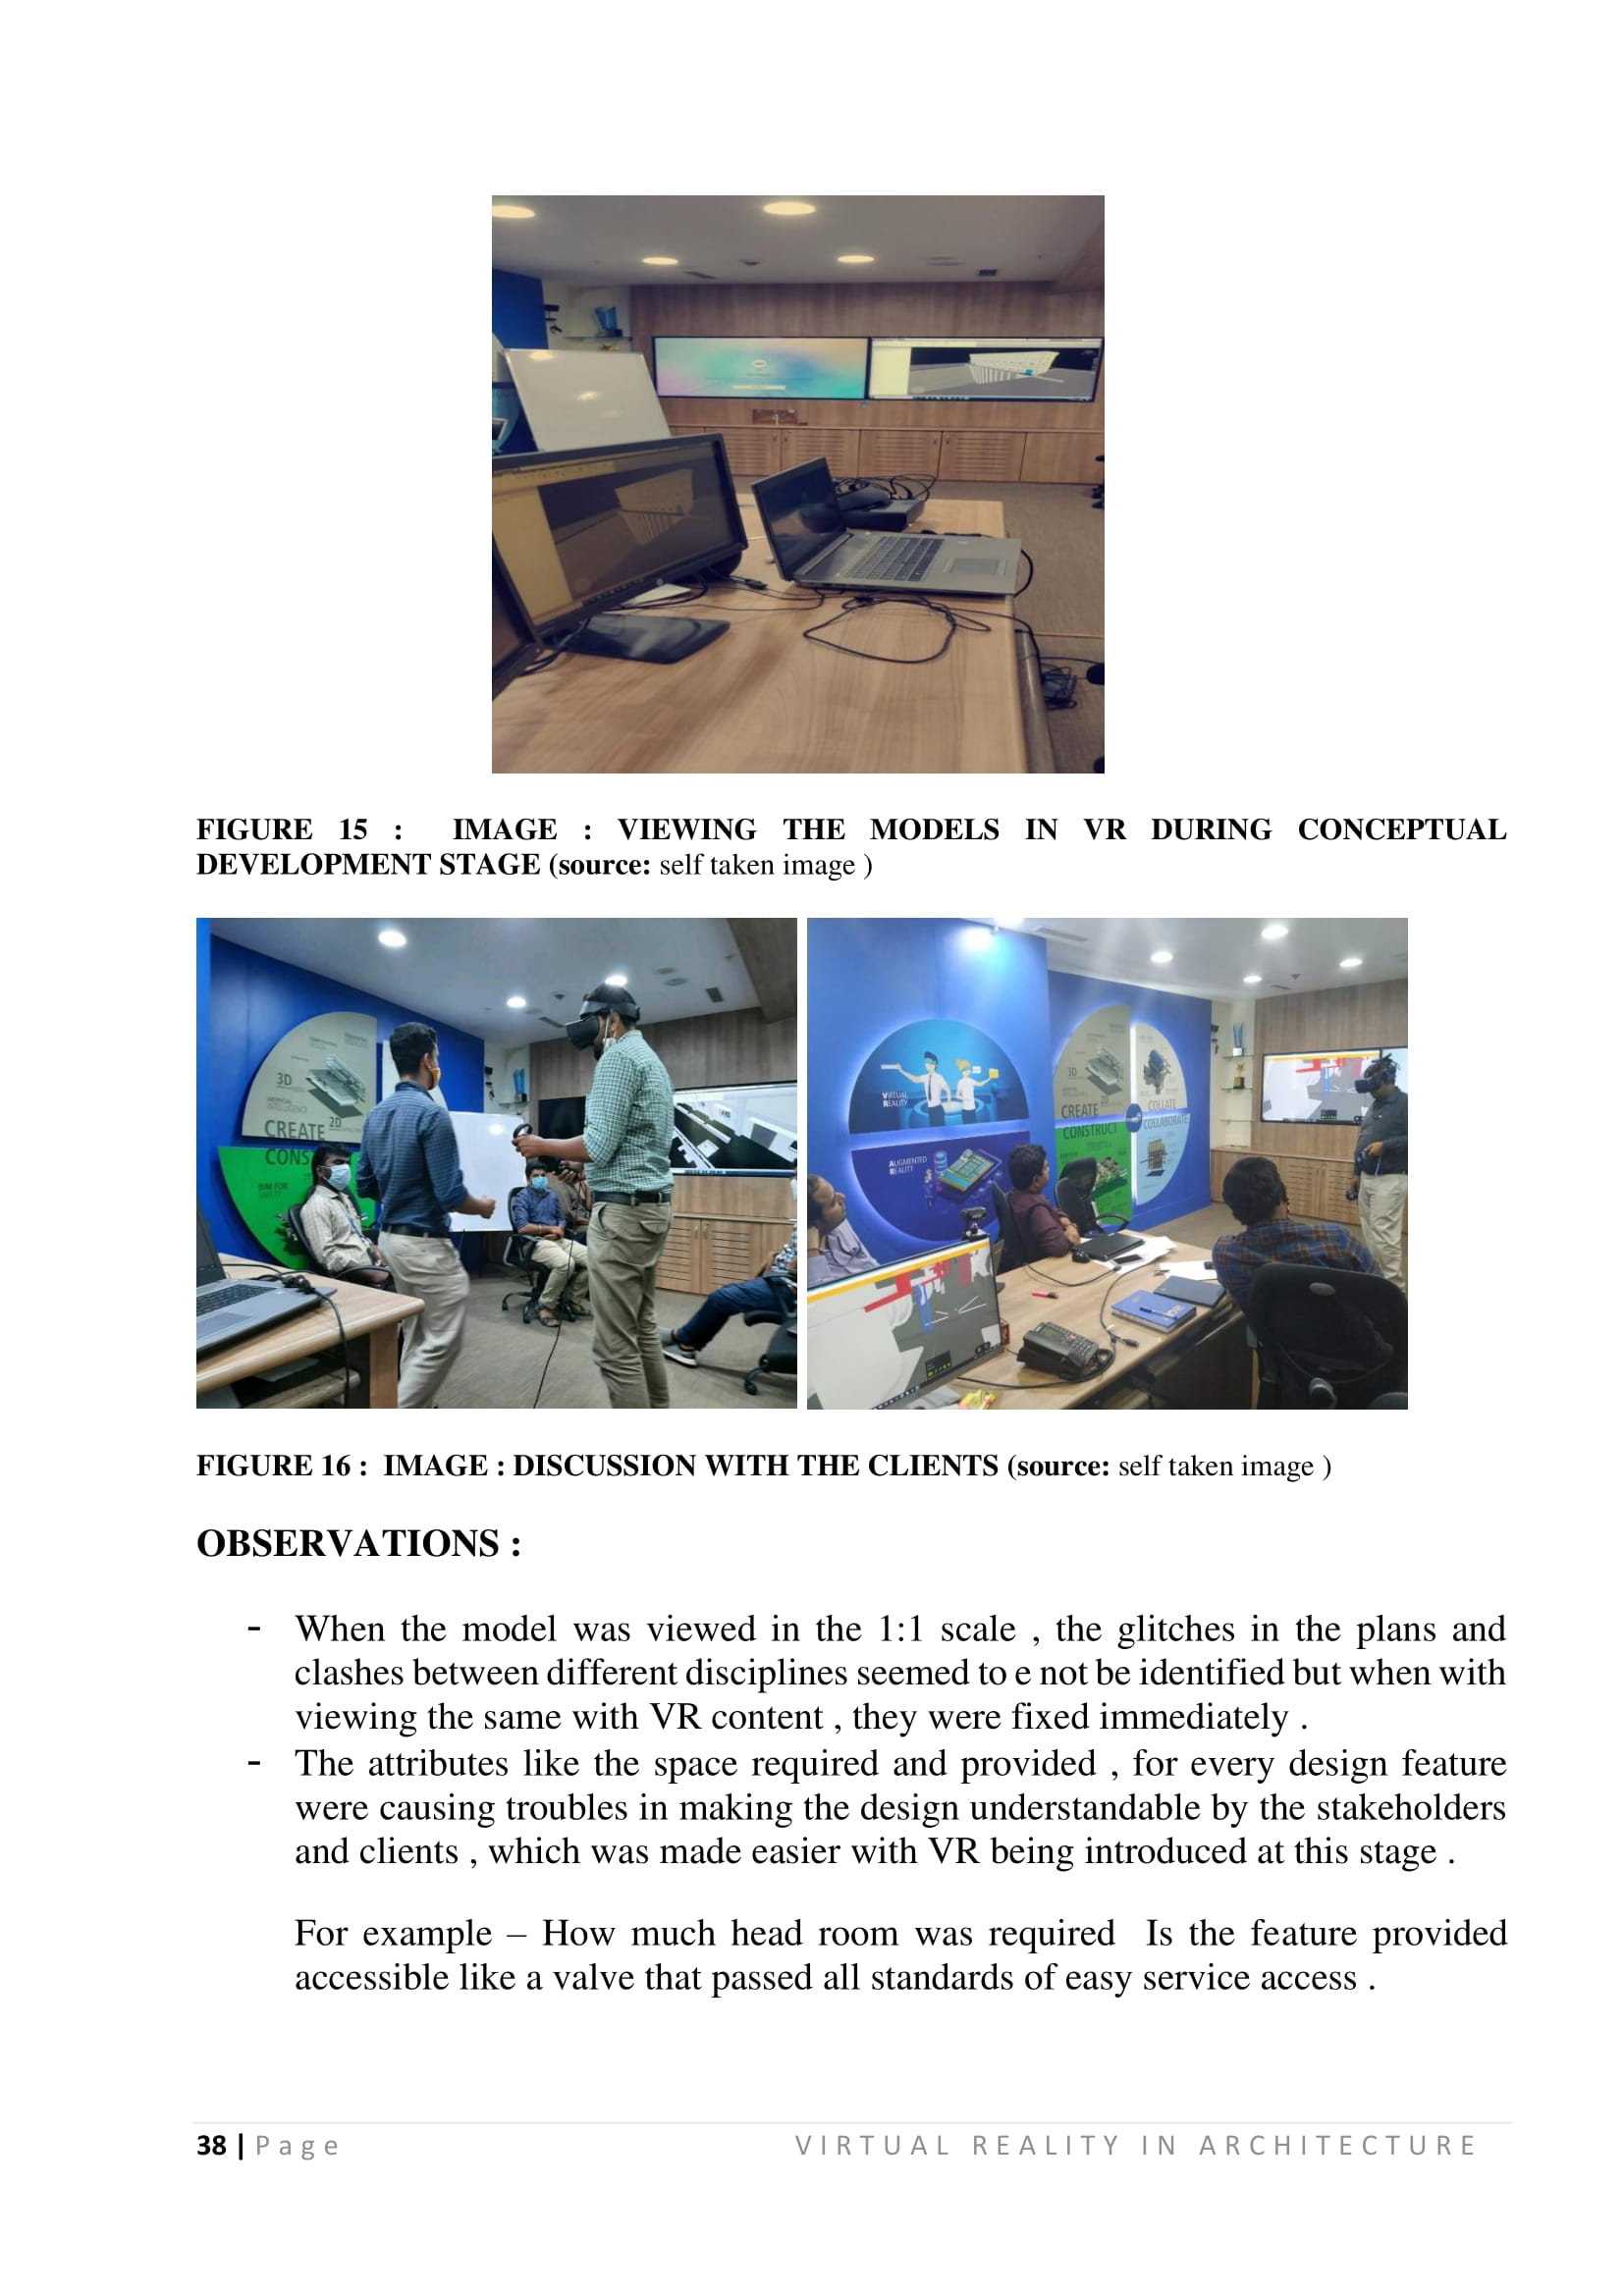 FIGURE 15 : IMAGE : VIEWING THE MODELS IN VR DURING CONCEPTUAL
DEVELOPMENT STAGE (source: self taken image )
3D
2D
CREATE
CONS
VIRTUAL
REALITY
AUGMENTED
REALITY
3D
CREATE
CONSTRUCT
COLLATE
COLLABORATE
FIGURE 16 : IMAGE : DISCUSSION WITH THE CLIENTS (source: self taken image )
OBSERVATIONS :
- When the model was viewed in the 1:1 scale , the glitches in the plans and
clashes between different disciplines seemed to e not be identified but when with
viewing the same with VR content , they were fixed immediately .
- The attributes like the space required and provided , for every design feature
were causing troubles in making the design understandable by the stakeholders
and clients , which was made easier with VR being introduced at this stage .
For example – How much head room was required Is the feature provided
accessible like a valve that passed all standards of easy service access .
38 | Page VIRTUAL REALITY IN ARCHITECTURE